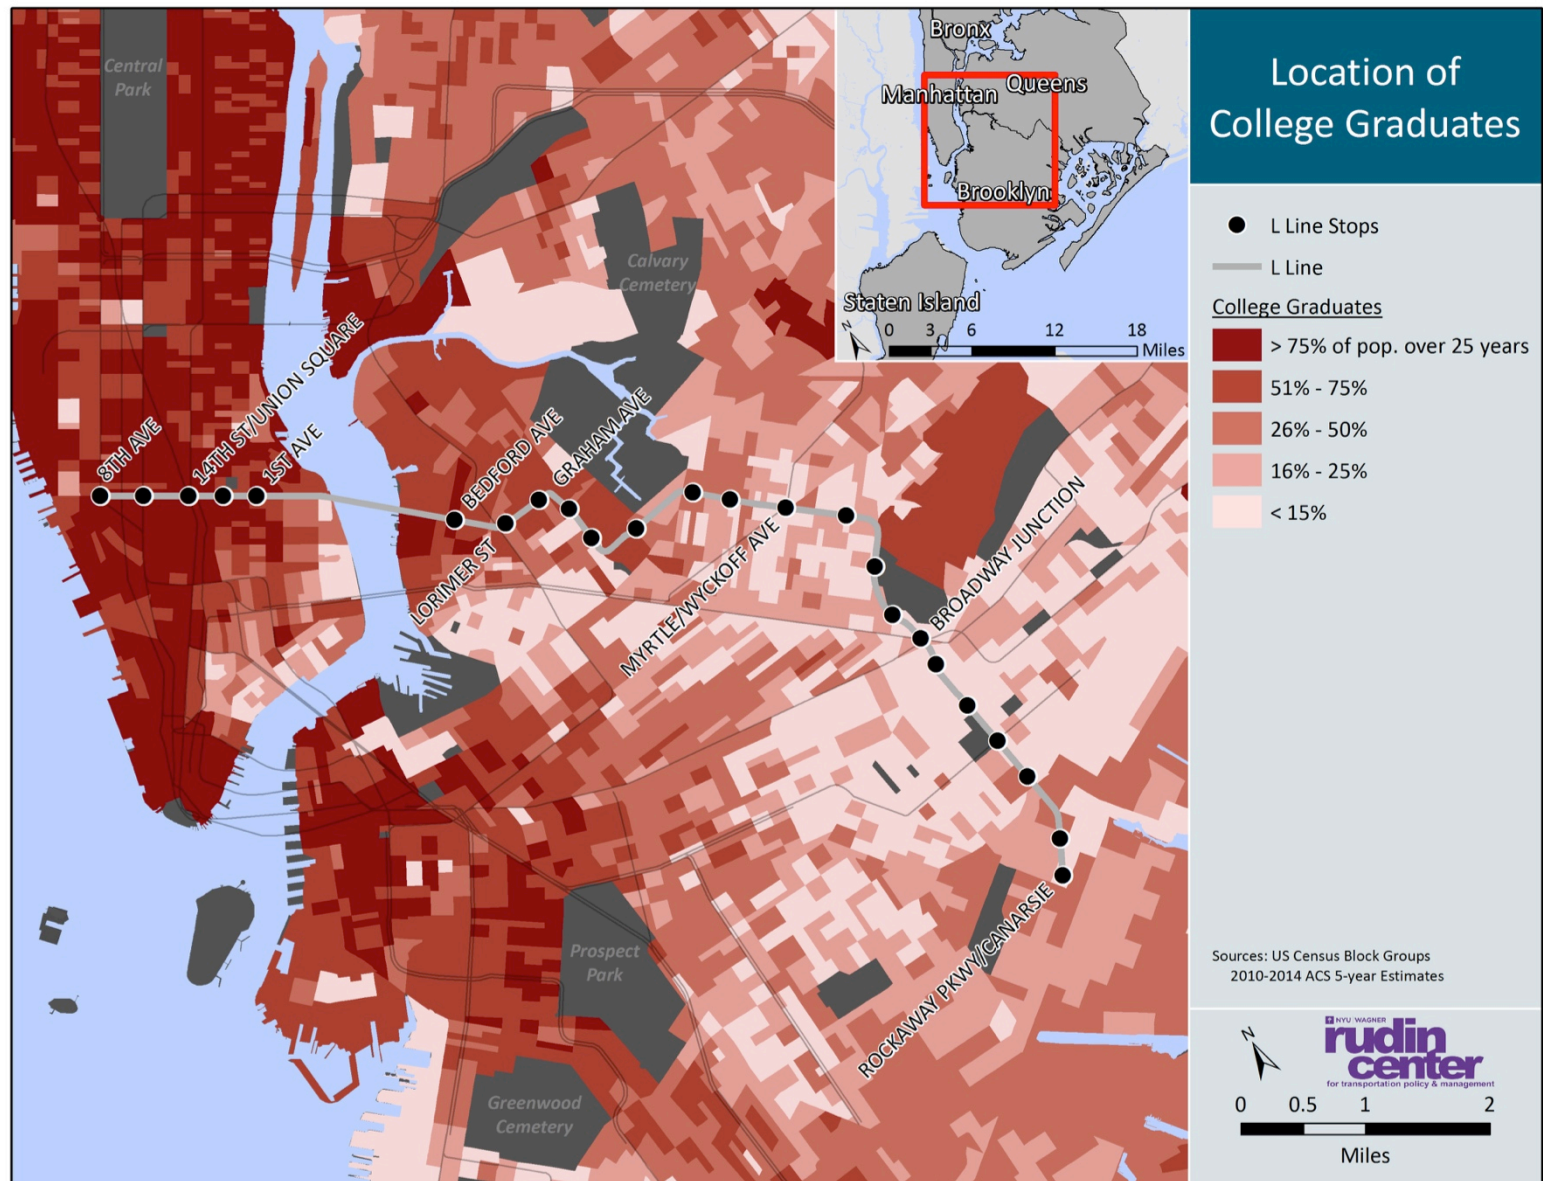 Location of
College Graduates
L Line Stops
L Line
College Graduates
> 75% of pop. over 25 years
51% - 75%
26% - 50%
16% - 25%
< 15%
Sources: US Census Block Groups
2010-2014 ACS 5-year Estimates
N
NYU WAGNER
rudin
center
for transportation policy & management
0 0.5 1 2
Miles
Bronx
Queens
Manhattan
Brooklyn
Staten Island
N
0 3 6 12 18
Miles
Central
Park
Calvary
Cemetery
8TH AVE
14TH ST/UNION SQUARE
1ST AVE
BEDFORD AVE
GRAHAM AVE
LORIMER ST
MYRTLE/WYCKOFF AVE
BROADWAY JUNCTION
ROCKAWAY PKWY/CANARSIE
Prospect
Park
Greenwood
Cemetery